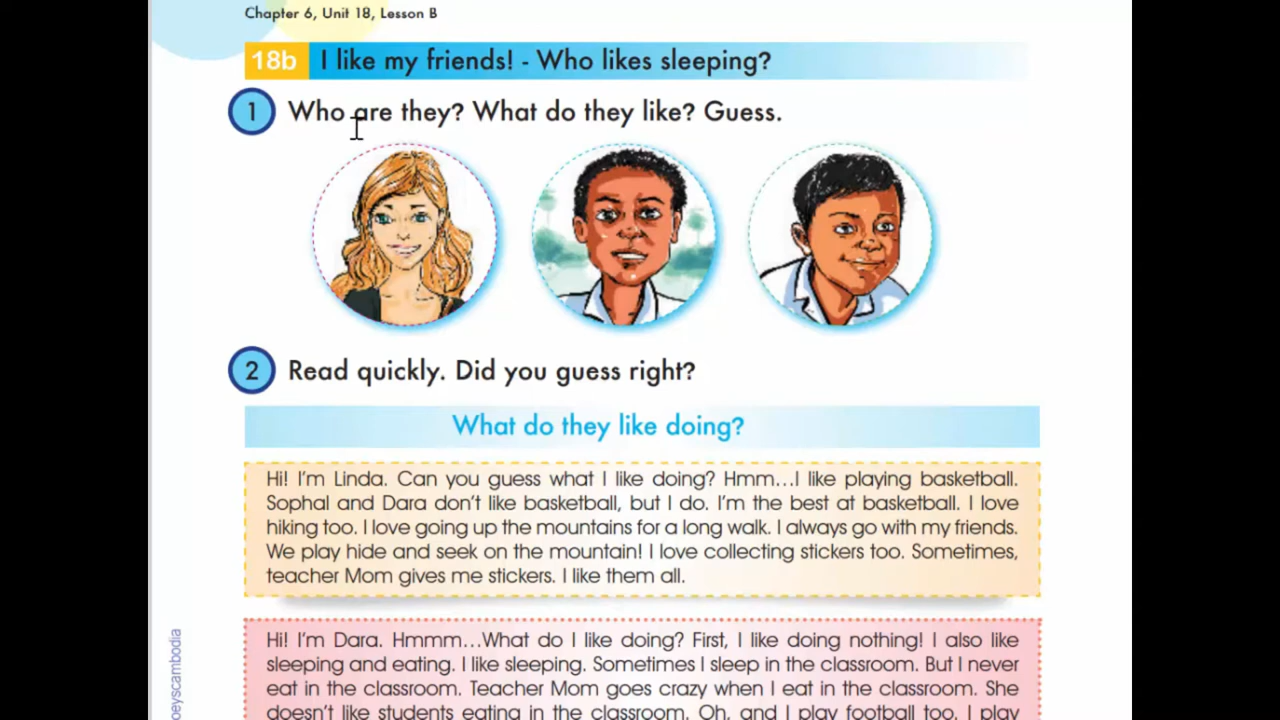 Chapter 6, Unit 18, Lesson B
18b I like my friends! - Who likes sleeping?
1 Who are they? What do they like? Guess.
2 Read quickly. Did you guess right?
What do they like doing?
Hi! I'm Linda. Can you guess what I like doing? Hmm...I like playing basketball.
Sophal and Dara don't like basketball, but I do. I'm the best at basketball. I love
hiking too. I love going up the mountains for a long walk. I always go with my friends.
We play hide and seek on the mountain! I love collecting stickers too. Sometimes,
teacher Mom gives me stickers. I like them all.
Hi! I'm Dara. Hmmm...What do I like doing? First, I like doing nothing! I also like
sleeping and eating. I like sleeping. Sometimes I sleep in the classroom. But I never
eat in the classroom. Teacher Mom goes crazy when I eat in the classroom. She
doesn't like students eating in the classroom. Oh, and I play football too. I play
oeyscambodia